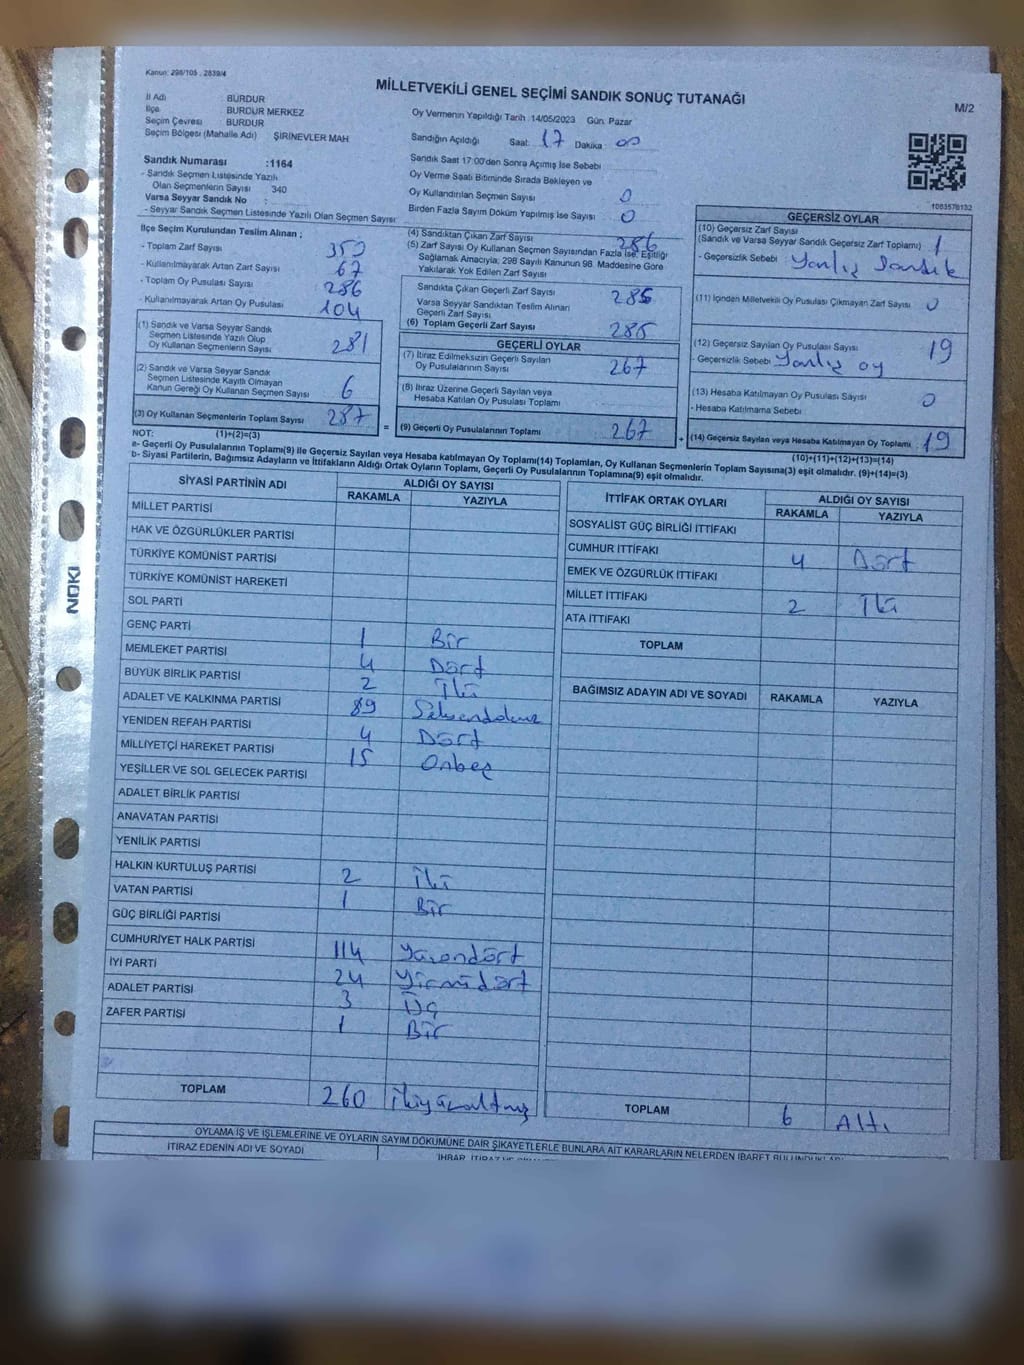 Kanun: 298/105 , 2839/4
MİLLETVEKİLİ GENEL SEÇİMİ SANDIK SONUÇ TUTANAĞI
M/2
İl Adı BURDUR
İlçe BURDUR MERKEZ
Seçim Çevresi BURDUR
Seçim Bölgesi (Mahalle Adı) ŞİRİNEVLER MAH
Oy Vermenin Yapıldığı Tarih :14/05/2023 Gün: Pazar
Sandığın Açıldığı Saat: 17 Dakika: 00
Sandık Saat 17:00'den Sonra Açılmış İse Sebebi
Oy Verme Saati Bitiminde Sırada Bekleyen ve
Oy Kullandırılan Seçmen Sayısı 0
Birden Fazla Sayım Döküm Yapılmış İse Sayısı 0
Sandık Numarası :1164
- Sandık Seçmen Listesinde Yazılı
Olan Seçmenlerin Sayısı 340
Varsa Seyyar Sandık No :
- Seyyar Sandık Seçmen Listesinde Yazılı Olan Seçmen Sayısı
İlçe Seçim Kurulundan Teslim Alınan ;
- Toplam Zarf Sayısı
- Kullanılmayarak Artan Zarf Sayısı 67
- Toplam Oy Pusulası Sayısı 286
- Kullanılmayarak Artan Oy Pusulası 104
(1) Sandık ve Varsa Seyyar Sandık
Seçmen Listesinde Yazılı Olup
Oy Kullanan Seçmenlerin Sayısı 281
(2) Sandık ve Varsa Seyyar Sandık
Seçmen Listesinde Kayıtlı Olmayan
Kanun Gereği Oy Kullanan Seçmen Sayısı 6
(3) Oy Kullanan Seçmenlerin Toplam Sayısı 287
(1)+(2)=(3)
(4) Sandıktan Çıkan Zarf Sayısı 286
(5) Zarf Sayısı Oy Kullanan Seçmen Sayısından Fazla İse, Eşitliği
Sağlamak Amacıyla; 298 Sayılı Kanunun 98. Maddesine Göre
Yakılarak Yok Edilen Zarf Sayısı
Sandıkta Çıkan Geçerli Zarf Sayısı 285
Varsa Seyyar Sandıktan Teslim Alınan
Geçerli Zarf Sayısı
(6) Toplam Geçerli Zarf Sayısı 285
GEÇERLİ OYLAR
(7) İtiraz Edilmeksizin Geçerli Sayılan
Oy Pusulalarının Sayısı 267
(8) İtiraz Üzerine Geçerli Sayılan veya
Hesaba Katılan Oy Pusulası Toplamı
= (9) Geçerli Oy Pusulalarının Toplamı 267 +
1083578132
GEÇERSİZ OYLAR
(10) Geçersiz Zarf Sayısı
(Sandık ve Varsa Seyyar Sandık Geçersiz Zarf Toplamı) 1
- Geçersizlik Sebebi : Yanlış Sandık
(11) İçinden Milletvekili Oy Pusulası Çıkmayan Zarf Sayısı 0
(12) Geçersiz Sayılan Oy Pusulası Sayısı 19
- Geçersizlik Sebebi Yanlış oy
(13) Hesaba Katılmayan Oy Pusulası Sayısı 0
- Hesaba Katılmama Sebebi
(14) Geçersiz Sayılan veya Hesaba Katılmayan Oy Toplamı 19
(10)+(11)+(12)+(13)=(14)
NOT:
a- Geçerli Oy Pusulalarının Toplamı(9) ile Geçersiz Sayılan veya Hesaba katılmayan Oy Toplamı(14) Toplamları, Oy Kullanan Seçmenlerin Toplam Sayısına(3) eşit olmalıdır. (9)+(14)=(3)
b- Siyasi Partilerin, Bağımsız Adayların ve İttifakların Aldığı Ortak Oyların Toplamı, Geçerli Oy Pusulalarının Toplamına(9) eşit olmalıdır.
SİYASİ PARTİNİN ADI ALDIĞI OY SAYISI
RAKAMLA YAZIYLA
MİLLET PARTİSİ
HAK VE ÖZGÜRLÜKLER PARTİSİ
TÜRKİYE KOMÜNİST PARTİSİ
TÜRKİYE KOMÜNİST HAREKETİ
SOL PARTİ
GENÇ PARTİ 1 Bir
MEMLEKET PARTİSİ 4 Dört
BÜYÜK BİRLİK PARTİSİ 2 İki
ADALET VE KALKINMA PARTİSİ 89 Seksendokuz
YENİDEN REFAH PARTİSİ 4 Dört
MİLLİYETÇİ HAREKET PARTİSİ 15 Onbeş
YEŞİLLER VE SOL GELECEK PARTİSİ
ADALET BİRLİK PARTİSİ
ANAVATAN PARTİSİ
YENİLİK PARTİSİ
HALKIN KURTULUŞ PARTİSİ 2 İki
VATAN PARTİSİ 1 Bir
GÜÇ BİRLİĞİ PARTİSİ
CUMHURİYET HALK PARTİSİ 114 Yüzondört
İYİ PARTİ 24 Yirmidört
ADALET PARTİSİ 3 Üç
ZAFER PARTİSİ 1 Bir
TOPLAM 260 İkiyüzaltmış
İTTİFAK ORTAK OYLARI ALDIĞI OY SAYISI
RAKAMLA YAZIYLA
SOSYALİST GÜÇ BİRLİĞİ İTTİFAKI
CUMHUR İTTİFAKI 4 Dört
EMEK VE ÖZGÜRLÜK İTTİFAKI
MİLLET İTTİFAKI 2 İki
ATA İTTİFAKI
TOPLAM
BAĞIMSIZ ADAYIN ADI VE SOYADI RAKAMLA YAZIYLA
TOPLAM 6 Altı
OYLAMA İŞ VE İŞLEMLERİNE VE OYLARIN SAYIM DÖKÜMÜNE DAİR ŞİKAYETLERLE BUNLARA AİT KARARLARIN NELERDEN İBARET BULUNDUKLARI
İTİRAZ EDENİN ADI VE SOYADI
NOKI